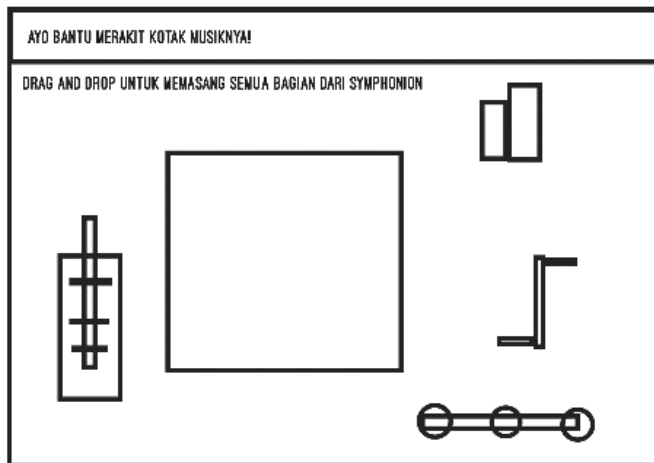 AYO BANTU MERAKIT KOTAK MUSIKNYA!
DRAG AND DROP UNTUK MEMASANG SEMUA BAGIAN DARI SYMPHONION